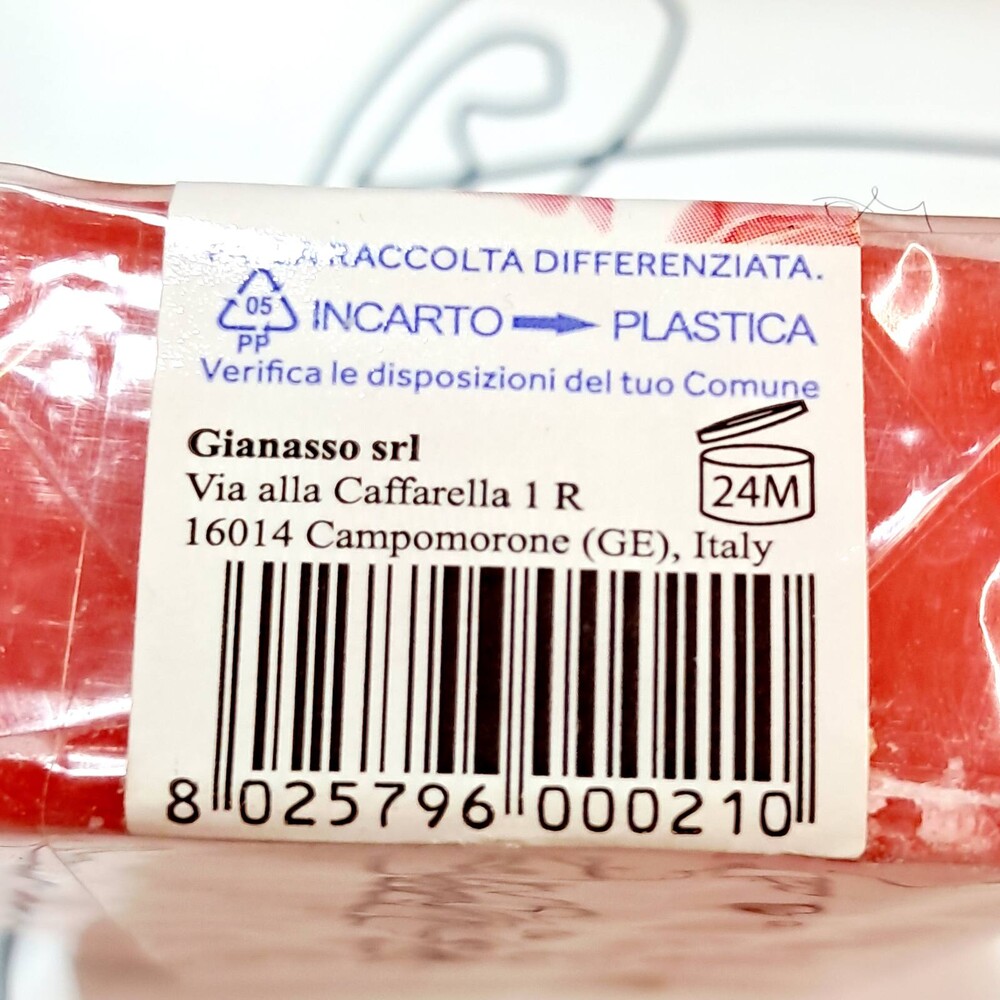 RACCOLTA DIFFERENZIATA.
05
PP
INCARTO PLASTICA
Verifica le disposizioni del tuo Comune
Gianasso srl
Via alla Caffarella 1 R
16014 Campomorone (GE), Italy
24M
8 025796 000210